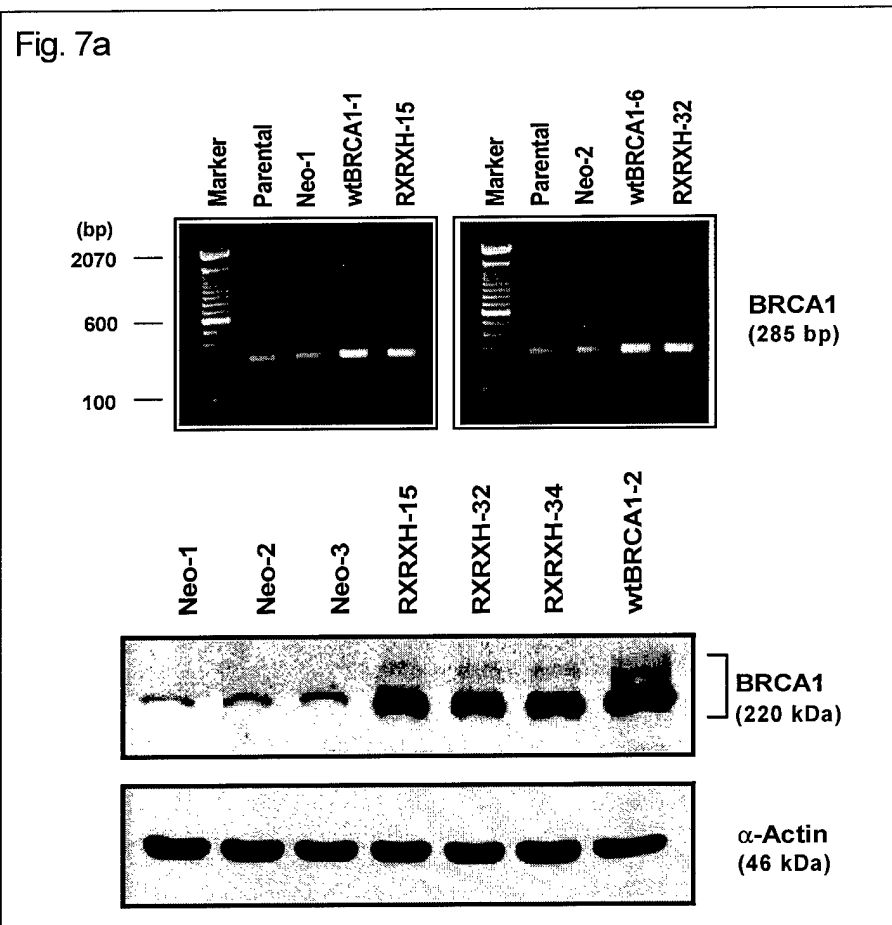 Fig. 7a
Marker
Parental
Neo-1
wtBRCA1-1
RXRXH-15
Marker
Parental
Neo-2
wtBRCA1-6
RXRXH-32
(bp)
2070
600
100
BRCA1
(285 bp)
Neo-1
Neo-2
Neo-3
RXRXH-15
RXRXH-32
RXRXH-34
wtBRCA1-2
BRCA1
(220 kDa)
α-Actin
(46 kDa)